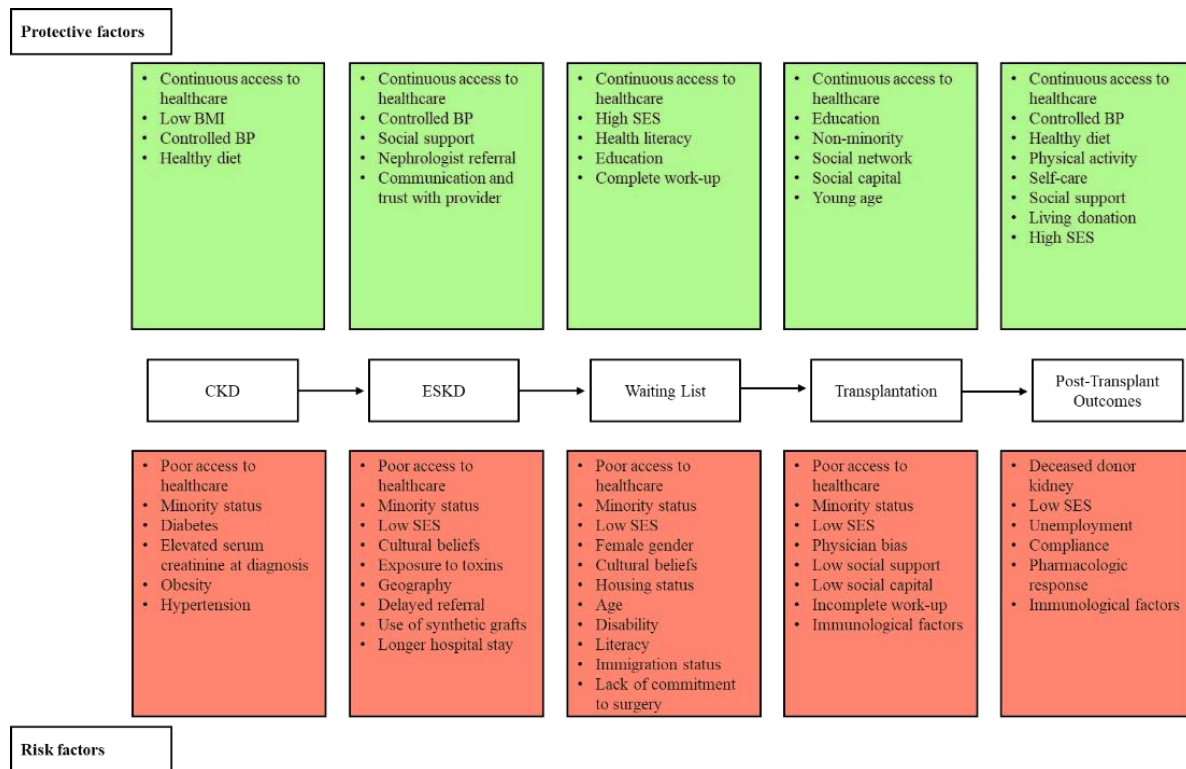 Protective factors
• Continuous access to
healthcare
• Low BMI
• Controlled BP
• Healthy diet
• Continuous access to
healthcare
• Controlled BP
• Social support
• Nephrologist referral
• Communication and
trust with provider
• Continuous access to
healthcare
• High SES
• Health literacy
• Education
• Complete work-up
• Continuous access to
healthcare
• Education
• Non-minority
• Social network
• Social capital
• Young age
• Continuous access to
healthcare
• Controlled BP
• Healthy diet
• Physical activity
• Self-care
• Social support
• Living donation
• High SES
CKD
ESKD
Waiting List
Transplantation
Post-Transplant
Outcomes
• Poor access to
healthcare
• Minority status
• Diabetes
• Elevated serum
creatinine at diagnosis
• Obesity
• Hypertension
• Poor access to
healthcare
• Minority status
• Low SES
• Cultural beliefs
• Exposure to toxins
• Geography
• Delayed referral
• Use of synthetic grafts
• Longer hospital stay
• Poor access to
healthcare
• Minority status
• Low SES
• Female gender
• Cultural beliefs
• Housing status
• Age
• Disability
• Literacy
• Immigration status
• Lack of commitment
to surgery
• Poor access to
healthcare
• Minority status
• Low SES
• Physician bias
• Low social support
• Low social capital
• Incomplete work-up
• Immunological factors
• Deceased donor
kidney
• Low SES
• Unemployment
• Compliance
• Pharmacologic
response
• Immunological factors
Risk factors